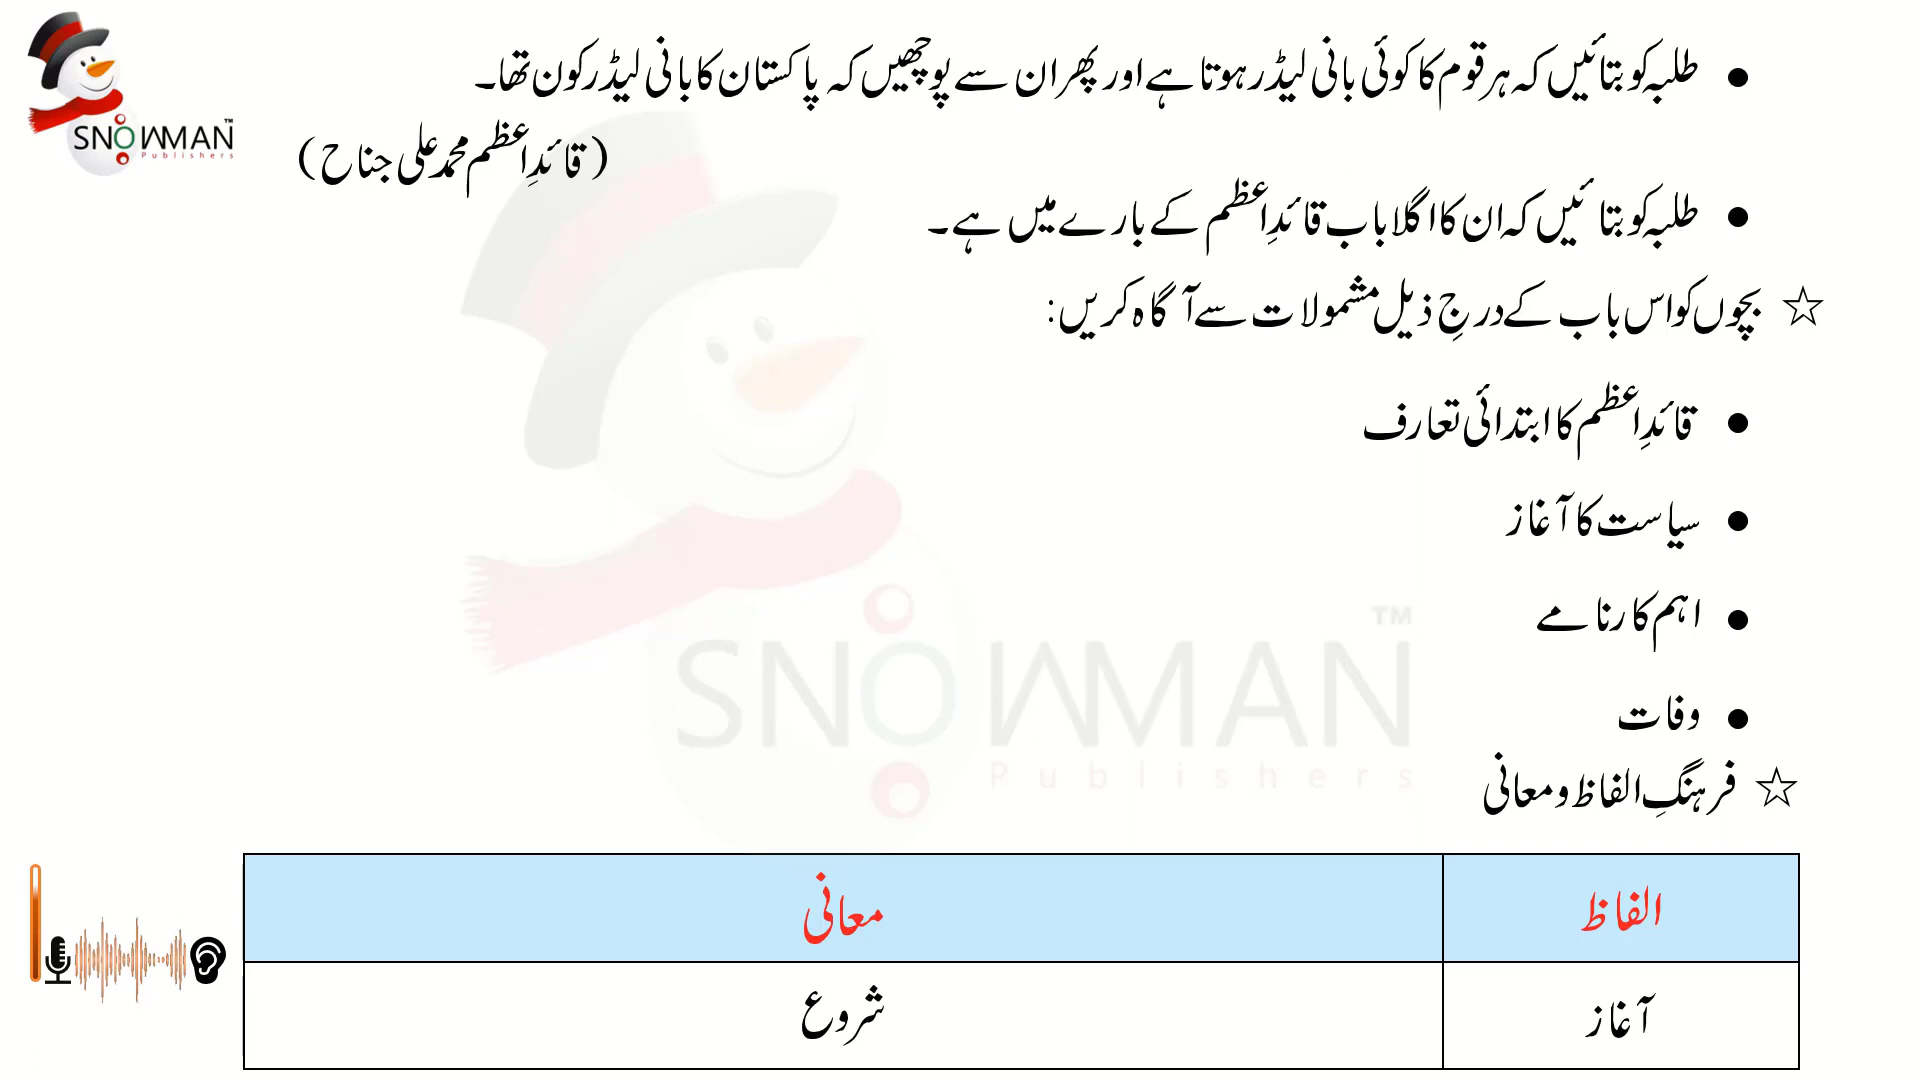 طلبہ کو بتائیں کہ ہر قوم کا کوئی بانی لیڈر ہوتا ہے اور پھر ان سے پوچھیں کہ پاکستان کا بانی لیڈر کون تھا۔
(قائدِاعظم محمد علی جناح)
طلبہ کو بتائیں کہ ان کا اگلا باب قائدِاعظم کے بارے میں ہے۔
☆ بچوں کو اس باب کے درجِ ذیل مشمولات سے آگاہ کریں:
قائدِاعظم کا ابتدائی تعارف
سیاست کا آغاز
اہم کارنامے
وفات
☆ فرہنگِ الفاظ و معانی
الفاظ معانی
آغاز شروع
SNOWMAN™
Publishers
SNOWMAN™
Publishers